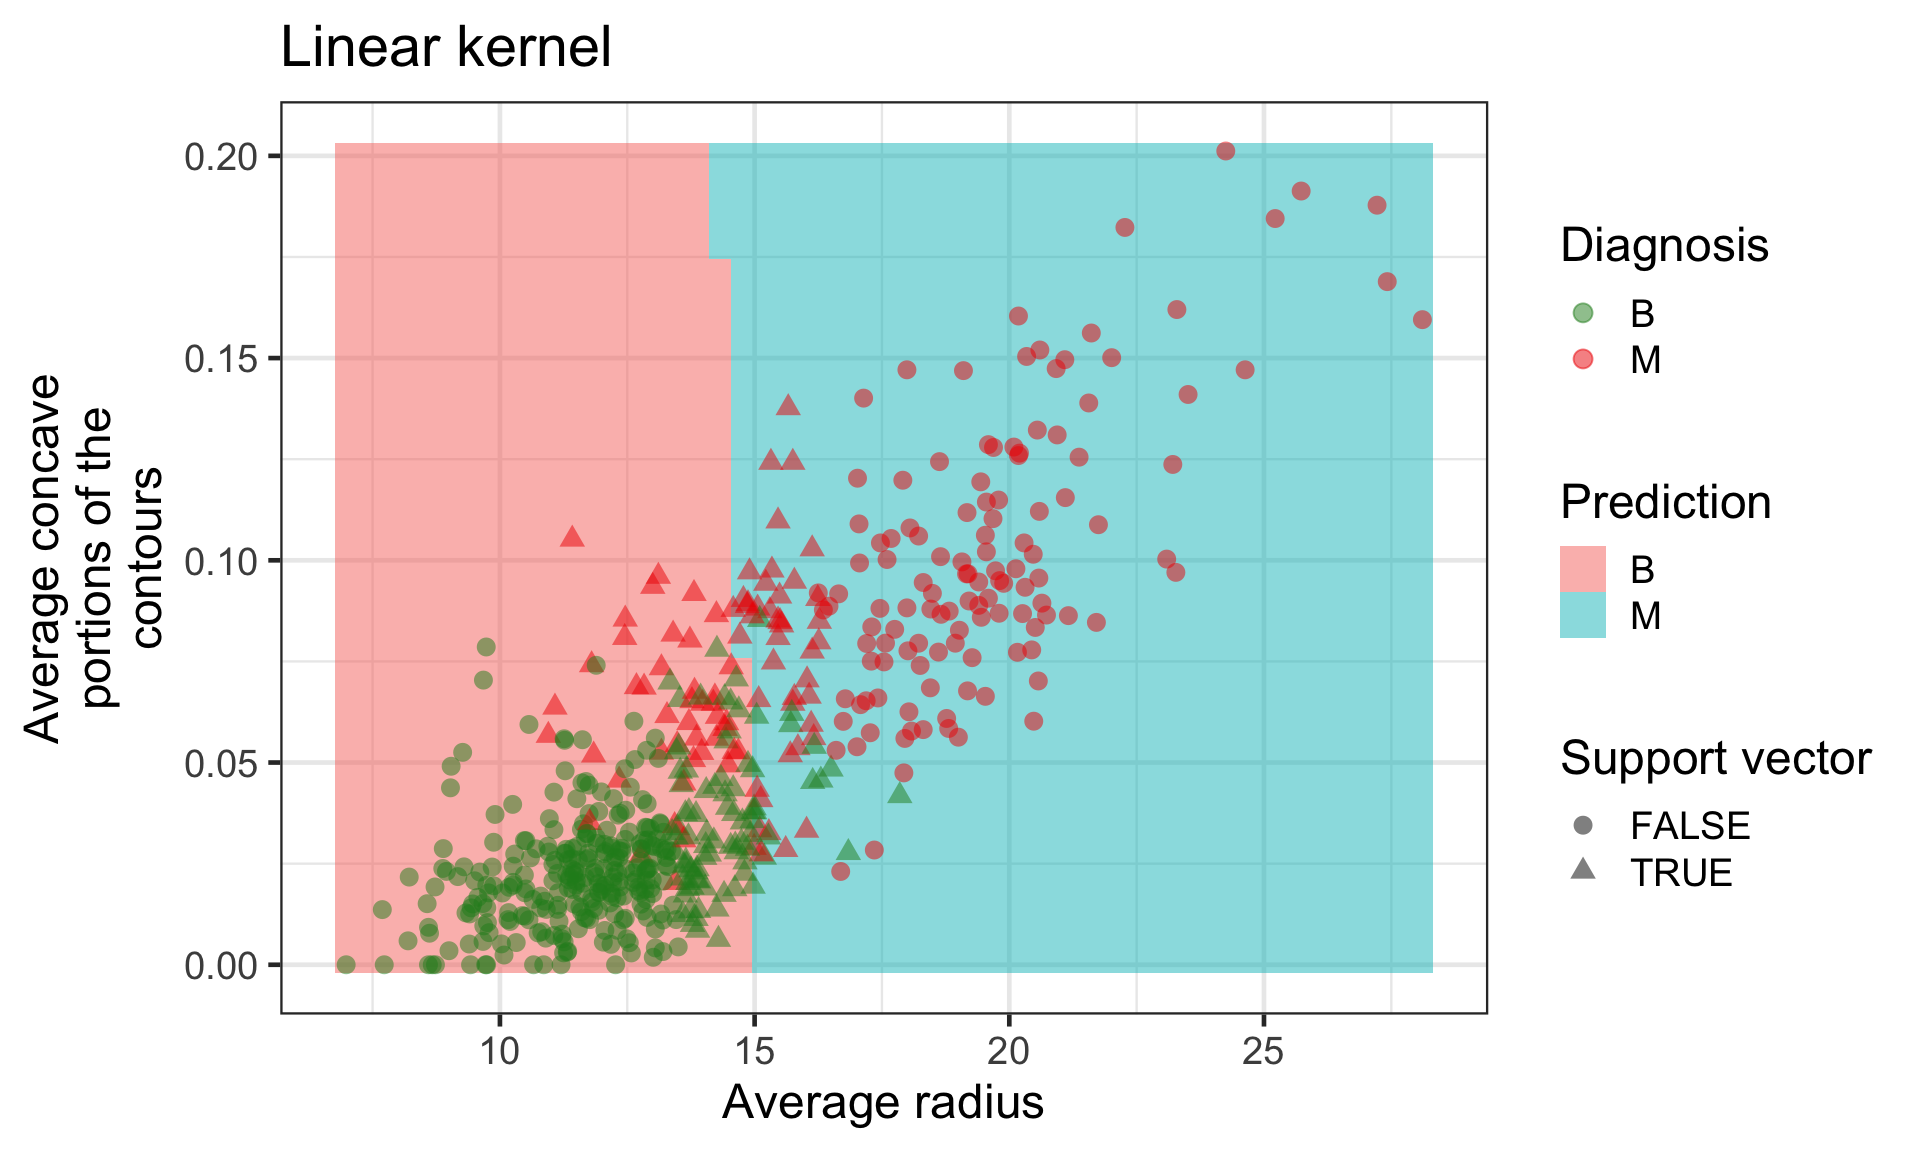 Linear kernel
0.20
0.15
0.10
0.05
0.00
Average concave
portions of the
contours
10
15
20
25
Average radius
Diagnosis
B
M
Prediction
B
M
Support vector
FALSE
TRUE